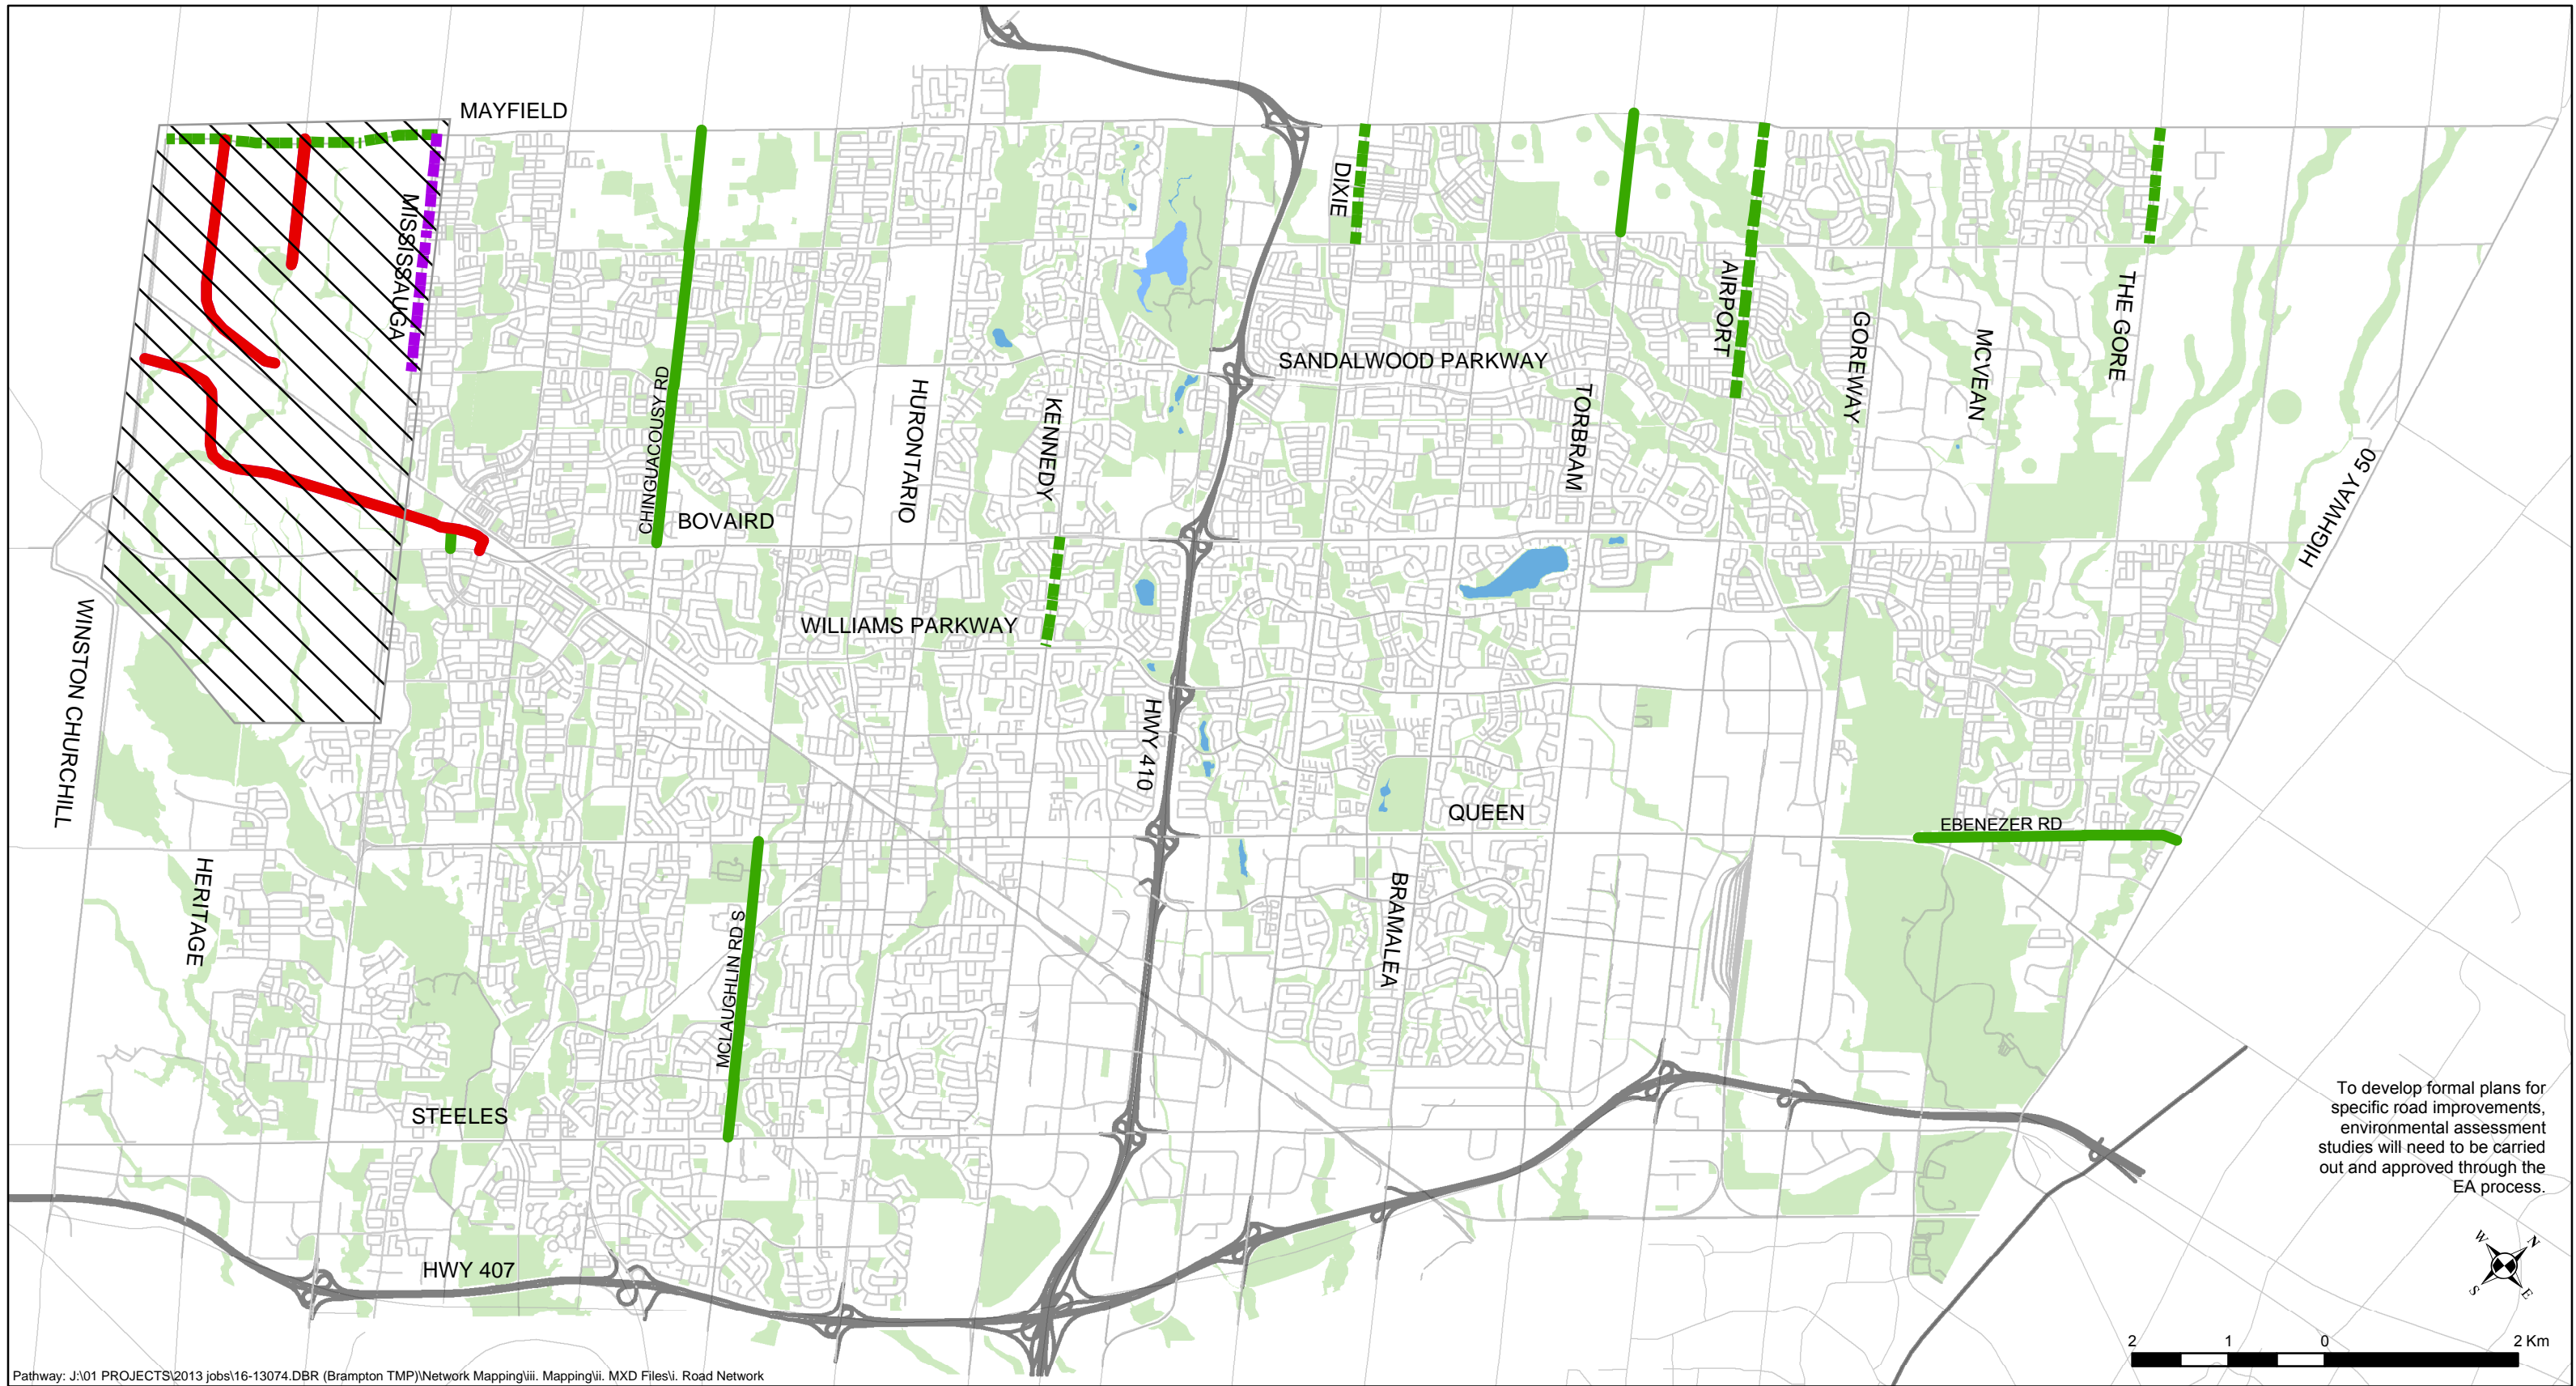 MAYFIELD
MISSISSAUGA
DIXIE
AIRPORT
THE GORE
GOREWAY
MCVEAN
SANDALWOOD PARKWAY
CHINGUACOUSY RD
HURONTARIO
KENNEDY
TORBRAM
HIGHWAY 50
BOVAIRD
WINSTON CHURCHILL
WILLIAMS PARKWAY
HWY 410
QUEEN
EBENEZER RD
HERITAGE
MCLAUGHLIN RD S
BRAMALEA
STEELES
HWY 407
To develop formal plans for
specific road improvements,
environmental assessment
studies will need to be carried
out and approved through the
EA process.
W N
S E
2 1 0 2 Km
Pathway: J:\01 PROJECTS\2013 jobs\16-13074.DBR (Brampton TMP)\Network Mapping\iii. Mapping\ii. MXD Files\i. Road Network